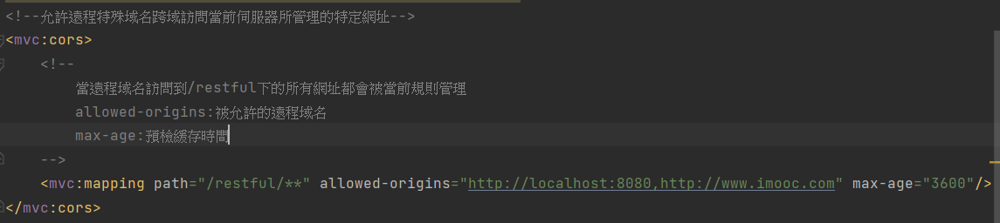 <!--允許遠程特殊域名跨域訪問當前伺服器所管理的特定網址-->
<mvc:cors>
<!--
當遠程域名訪問到/restful下的所有網址都會被當前規則管理
allowed-origins:被允許的遠程域名
max-age:預檢緩存時間
-->
<mvc:mapping path="/restful/**" allowed-origins="http://localhost:8080,http://www.imooc.com" max-age="3600"/>
</mvc:cors>